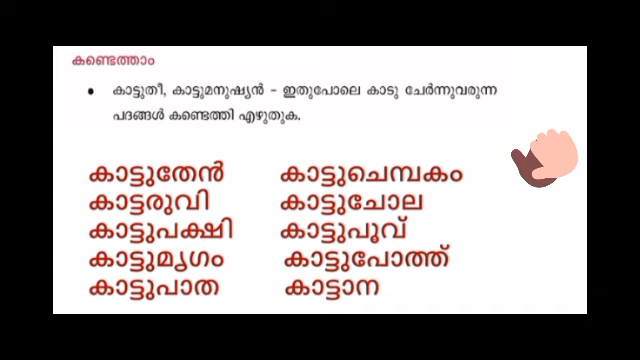 കണ്ടെത്താം
• കാട്ടുതീ, കാട്ടുമനുഷ്യൻ – ഇതുപോലെ കാടു ചേർന്നുവരുന്ന
പദങ്ങൾ കണ്ടെത്തി എഴുതുക.
കാട്ടുതേൻ കാട്ടുചെമ്പകം
കാട്ടരുവി കാട്ടുചോല
കാട്ടുപക്ഷി കാട്ടുപൂവ്
കാട്ടുമൃഗം കാട്ടുപോത്ത്
കാട്ടുപാത കാട്ടാന